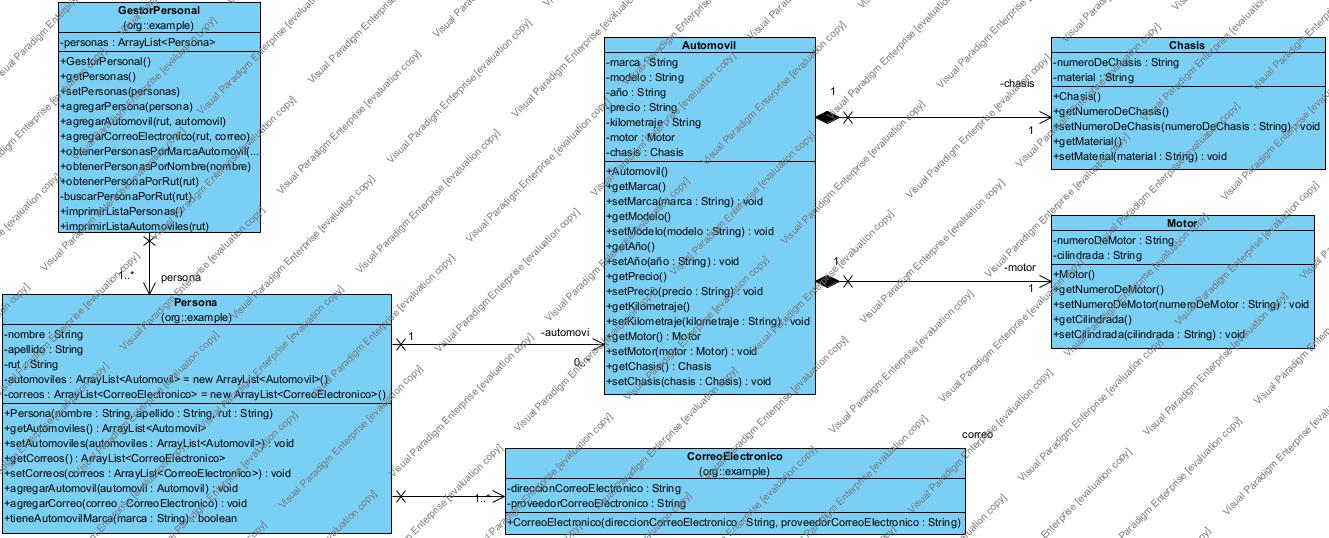 GestorPersonal
(org::example)
-personas : ArrayList<Persona>
+GestorPersonal()
+getPersonas()
+setPersonas(personas)
+agregarPersona(persona)
+agregarAutomovil(rut, automovil)
+agregarCorreoElectronico(rut, correo)
+obtenerPersonasPorMarcaAutomovil(...
+obtenerPersonasPorNombre(nombre)
+obtenerPersonaPorRut(rut)
-buscarPersonaPorRut(rut)
+imprimirListaPersonas()
+imprimirListaAutomoviles(rut)
1..*
persona
Persona
(org::example)
-nombre : String
-apellido : String
-rut : String
-automoviles : ArrayList<Automovil> = new ArrayList<Automovil>()
-correos : ArrayList<CorreoElectronico> = new ArrayList<CorreoElectronico>()
+Persona(nombre : String, apellido : String, rut : String)
+getAutomoviles() : ArrayList<Automovil>
+setAutomoviles(automoviles : ArrayList<Automovil>) : void
+getCorreos() : ArrayList<CorreoElectronico>
+setCorreos(correos : ArrayList<CorreoElectronico>) : void
+agregarAutomovil(automovil : Automovil) : void
+agregarCorreo(correo : CorreoElectronico) : void
+tieneAutomovilMarca(marca : String) : boolean
1
-automovi
0..*
1..*
correo
Automovil
-marca : String
-modelo : String
-año : String
-precio : String
-kilometraje : String
-motor : Motor
-chasis : Chasis
+Automovil()
+getMarca()
+setMarca(marca : String) : void
+getModelo()
+setModelo(modelo : String) : void
+getAño()
+setAño(año : String) : void
+getPrecio()
+setPrecio(precio : String) : void
+getKilometraje()
+setKilometraje(kilometraje : String) : void
+getMotor() : Motor
+setMotor(motor : Motor) : void
+getChasis() : Chasis
+setChasis(chasis : Chasis) : void
1
-chasis
1
1
-motor
1
Chasis
-numeroDeChasis : String
-material : String
+Chasis()
+getNumeroDeChasis()
+setNumeroDeChasis(numeroDeChasis : String) : void
+getMaterial()
+setMaterial(material : String) : void
Motor
-numeroDeMotor : String
-cilindrada : String
+Motor()
+getNumeroDeMotor()
+setNumeroDeMotor(numeroDeMotor : String) : void
+getCilindrada()
+setCilindrada(cilindrada : String) : void
CorreoElectronico
(org::example)
-direccionCorreoElectronico : String
-proveedorCorreoElectronico : String
+CorreoElectronico(direccionCorreoElectronico : String, proveedorCorreoElectronico : String)
Visual Paradigm Enterprise [evaluation copy]